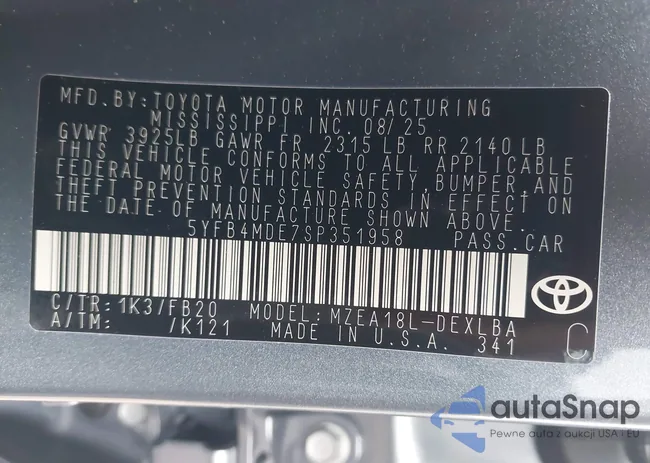 MFD. BY: TOYOTA MOTOR MANUFACTURING
MISSISSIPPI INC. 08/25
GVWR 3925LB GAWR FR 2315 LB RR 2140 LB
THIS VEHICLE CONFORMS TO ALL APPLICABLE
FEDERAL MOTOR VEHICLE SAFETY, BUMPER, AND
THEFT PREVENTION STANDARDS IN EFFECT ON
THE DATE OF MANUFACTURE SHOWN ABOVE.
5YFB4MDE7SP351958 PASS. CAR
C/TR: 1K3/FB20 MODEL: MZEA18L-DEXLBA
A/TM: /K121 MADE IN U.S.A. 341
C
autaSnap
Pewne auta z aukcji USA • EU